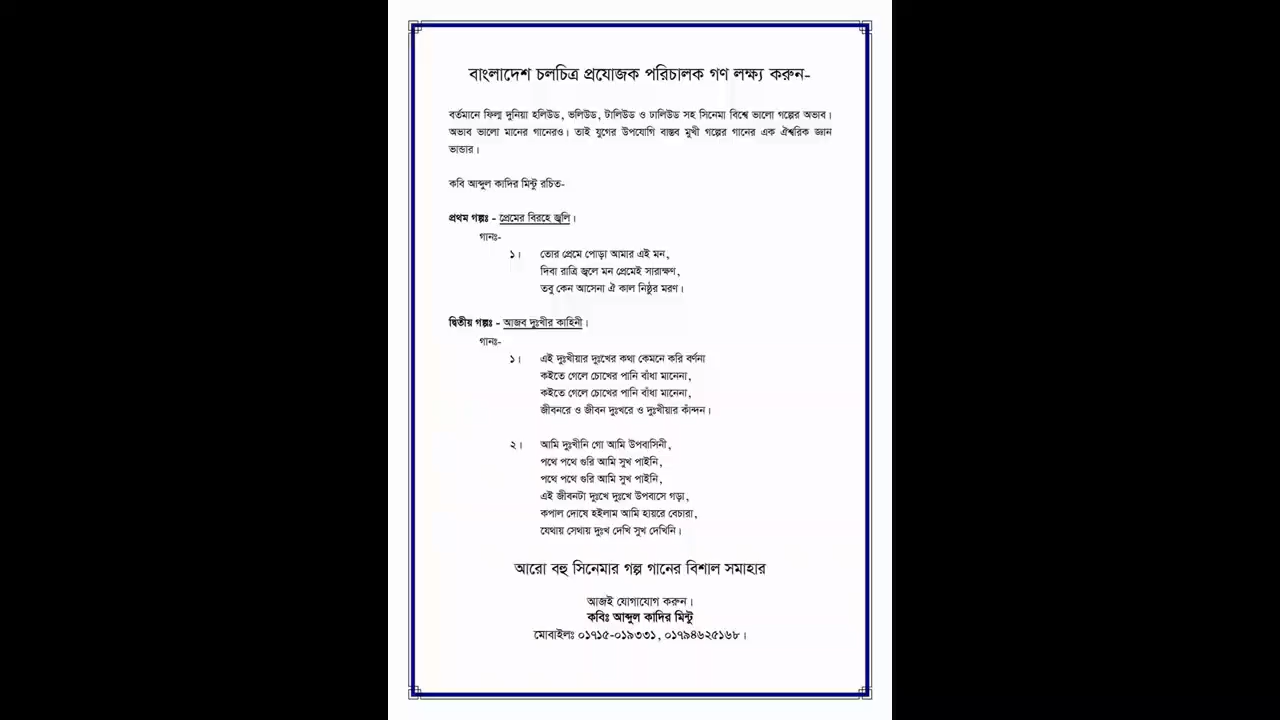 বাংলাদেশ চলচিত্র প্রযোজক পরিচালক গণ লক্ষ্য করুন-
বর্তমানে ফিল্ম দুনিয়া হলিউড, ভলিউড, টালিউড ও ঢালিউড সহ সিনেমা বিশ্বে ভালো গল্পের অভাব।
অভাব ভালো মানের গানেরও। তাই যুগের উপযোগি বাস্তব মুখী গল্পের গানের এক ঐশ্বরিক জ্ঞান
ভান্ডার।
কবি আব্দুল কাদির মিন্টু রচিত-
প্রথম গল্পঃ - প্রেমের বিরহে জ্বলি।
গানঃ-
১। তোর প্রেমে পোড়া আমার এই মন,
দিবা রাত্রি জ্বলে মন প্রেমেই সারাক্ষণ,
তবু কেন আসেনা ঐ কাল নিষ্ঠুর মরণ।
দ্বিতীয় গল্পঃ - আজব দুঃখীর কাহিনী।
গানঃ-
১। এই দুঃখীয়ার দুঃখের কথা কেমনে করি বর্ণনা
কইতে গেলে চোখের পানি বাঁধা মানেনা,
কইতে গেলে চোখের পানি বাঁধা মানেনা,
জীবনরে ও জীবন দুঃখরে ও দুঃখীয়ার কাঁন্দন।
২। আমি দুঃখীনি গো আমি উপবাসিনী,
পথে পথে গুরি আমি সুখ পাইনি,
পথে পথে গুরি আমি সুখ পাইনি,
এই জীবনটা দুঃখে দুঃখে উপবাসে গড়া,
কপাল দোষে হইলাম আমি হায়রে বেচারা,
যেথায় সেথায় দুঃখ দেখি সুখ দেখিনি।
আরো বহু সিনেমার গল্প গানের বিশাল সমাহার
আজই যোগাযোগ করুন।
কবিঃ আব্দুল কাদির মিন্টু
মোবাইলঃ ০১৭১৫-০১৯৩৩১, ০১৭৯৪৬২৫১৬৮।